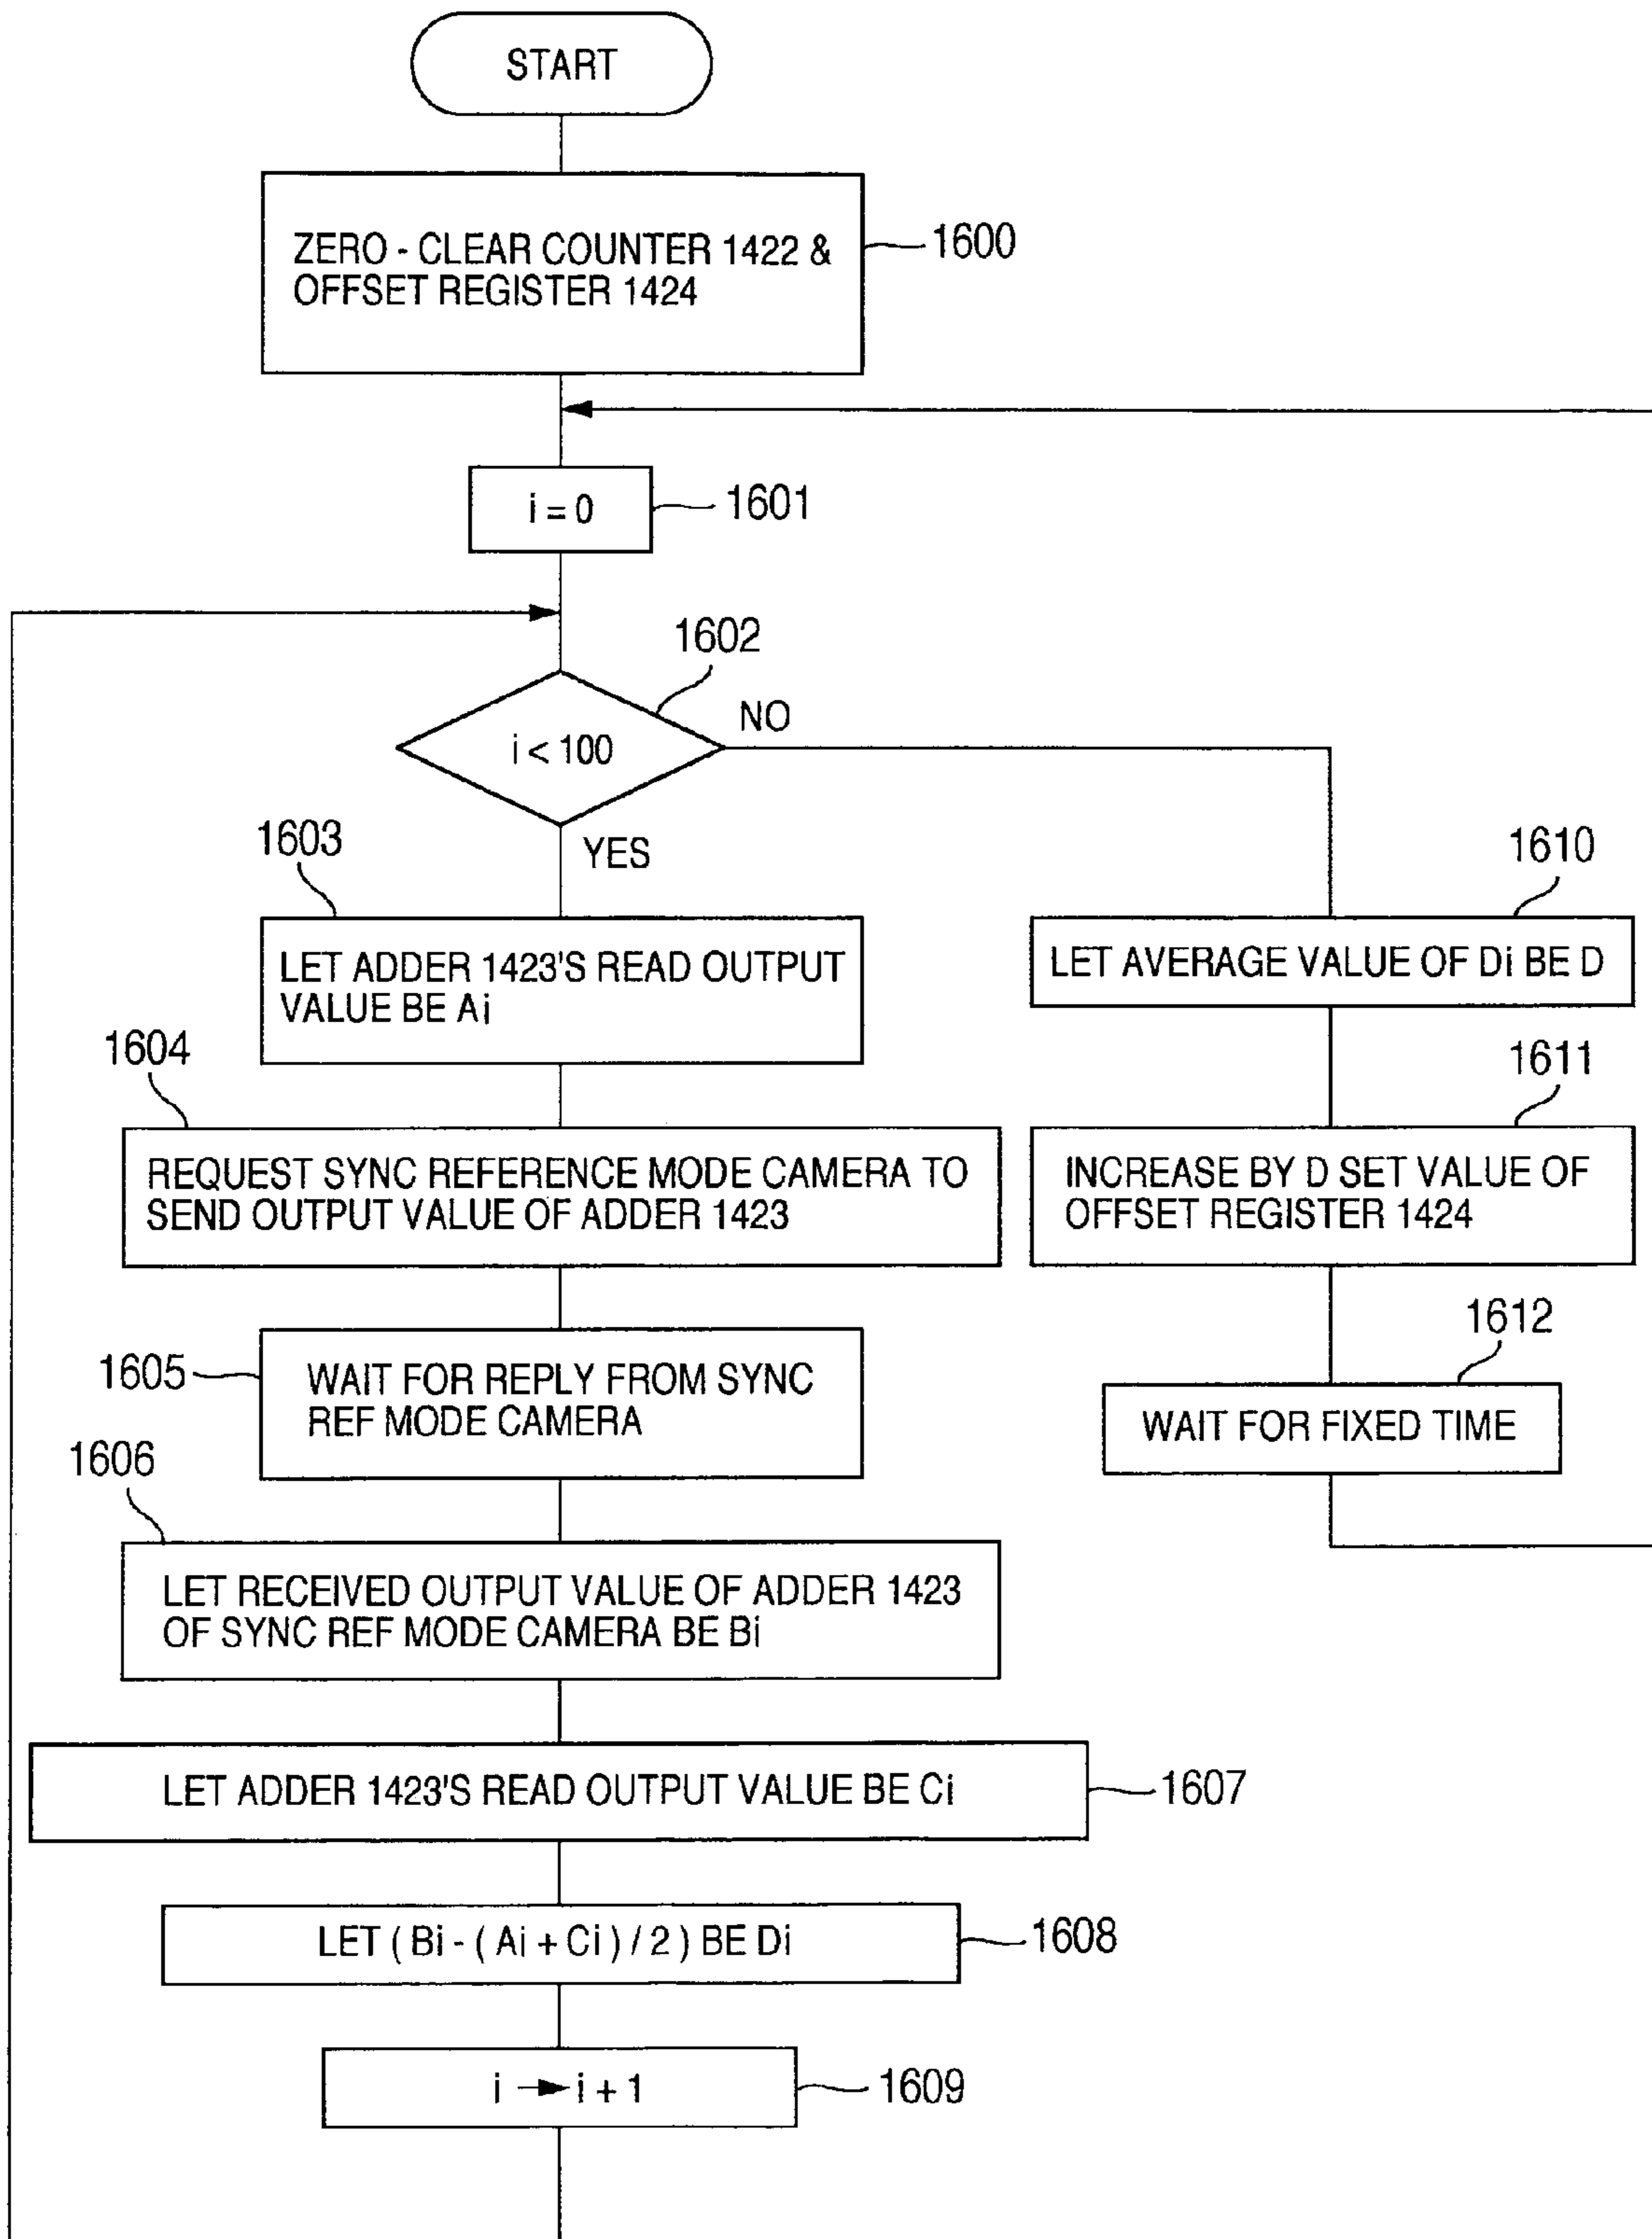 START
ZERO - CLEAR COUNTER 1422 &
OFFSET REGISTER 1424
1600
i = 0
1601
1602
i < 100
NO
YES
1603
LET ADDER 1423'S READ OUTPUT
VALUE BE Ai
1604
REQUEST SYNC REFERENCE MODE CAMERA TO
SEND OUTPUT VALUE OF ADDER 1423
1605
WAIT FOR REPLY FROM SYNC
REF MODE CAMERA
1606
LET RECEIVED OUTPUT VALUE OF ADDER 1423
OF SYNC REF MODE CAMERA BE Bi
LET ADDER 1423'S READ OUTPUT VALUE BE Ci
1607
LET ( Bi - ( Ai + Ci ) / 2 ) BE Di
1608
i → i + 1
1609
1610
LET AVERAGE VALUE OF Di BE D
1611
INCREASE BY D SET VALUE OF
OFFSET REGISTER 1424
1612
WAIT FOR FIXED TIME